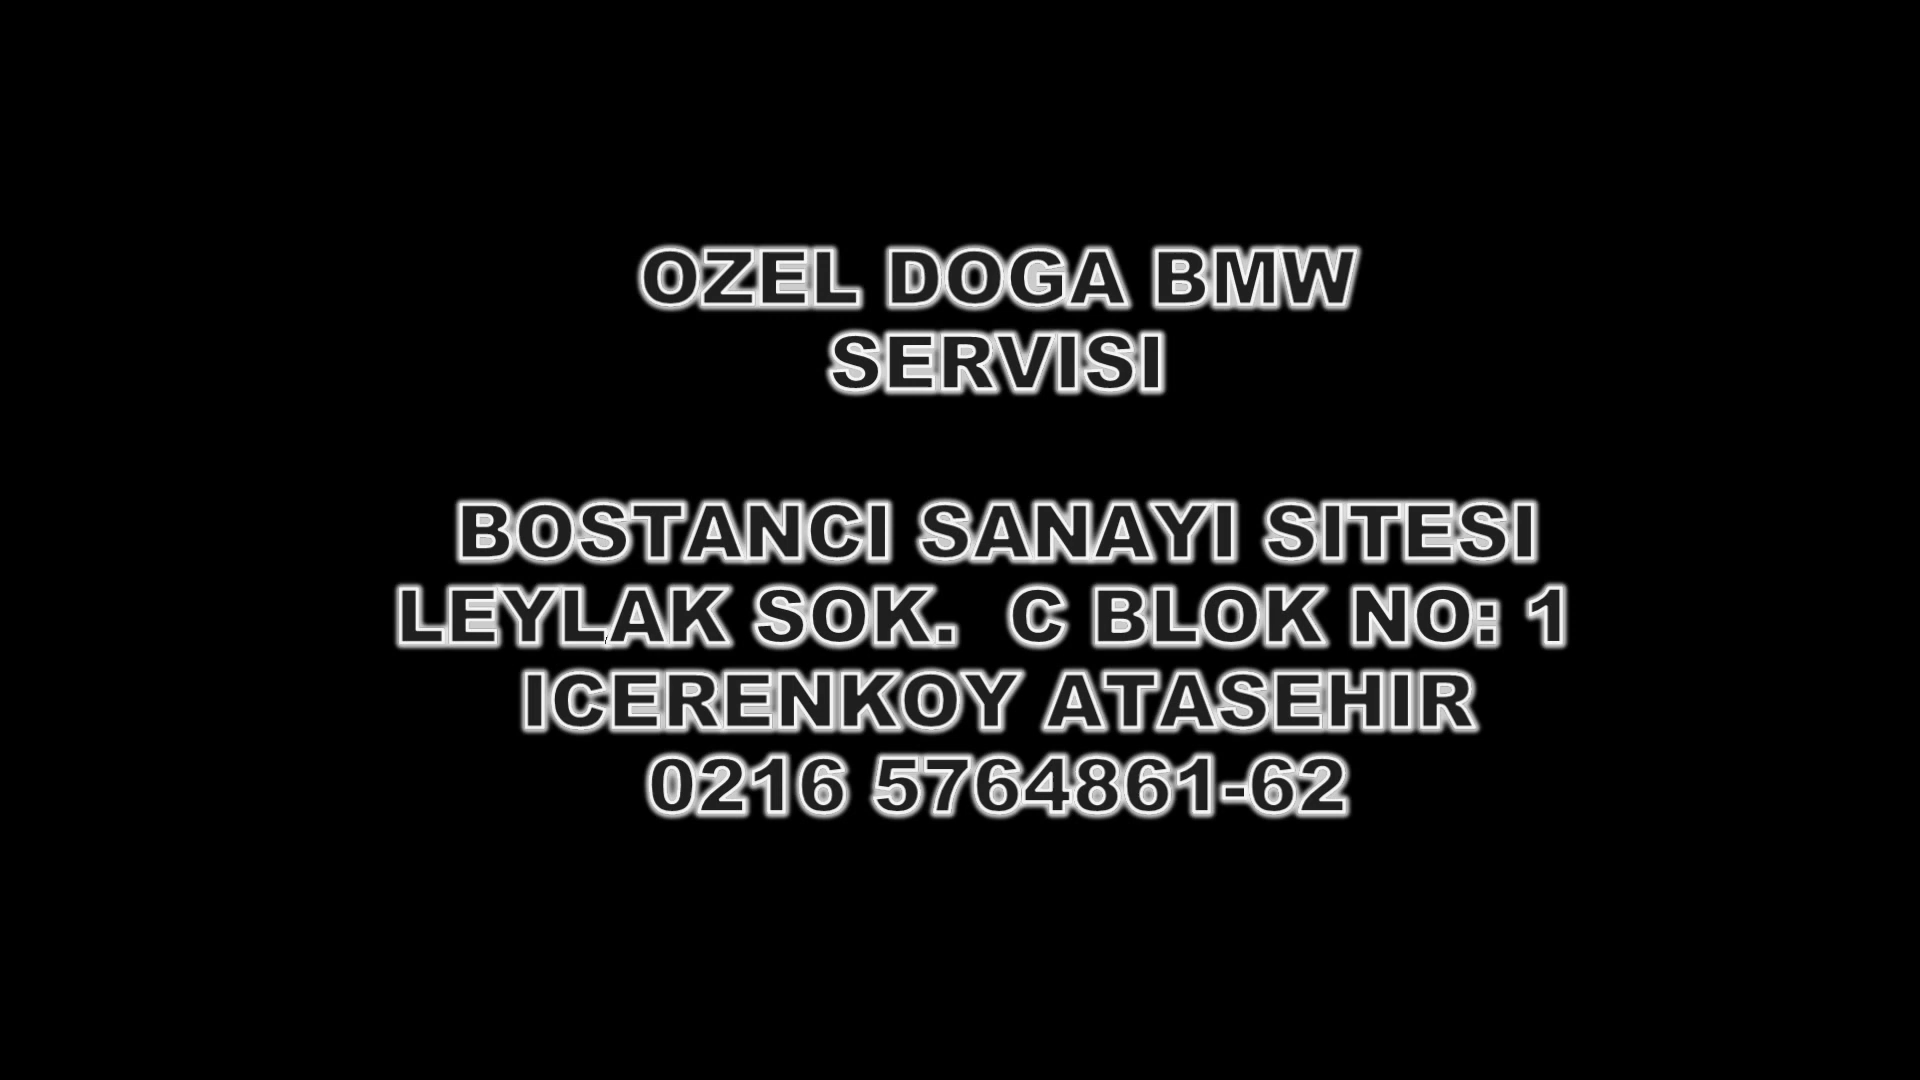 OZEL DOGA BMW
SERVISI
BOSTANCI SANAYI SITESI
LEYLAK SOK.  C BLOK NO: 1
ICERENKOY ATASEHIR
0216 5764861-62